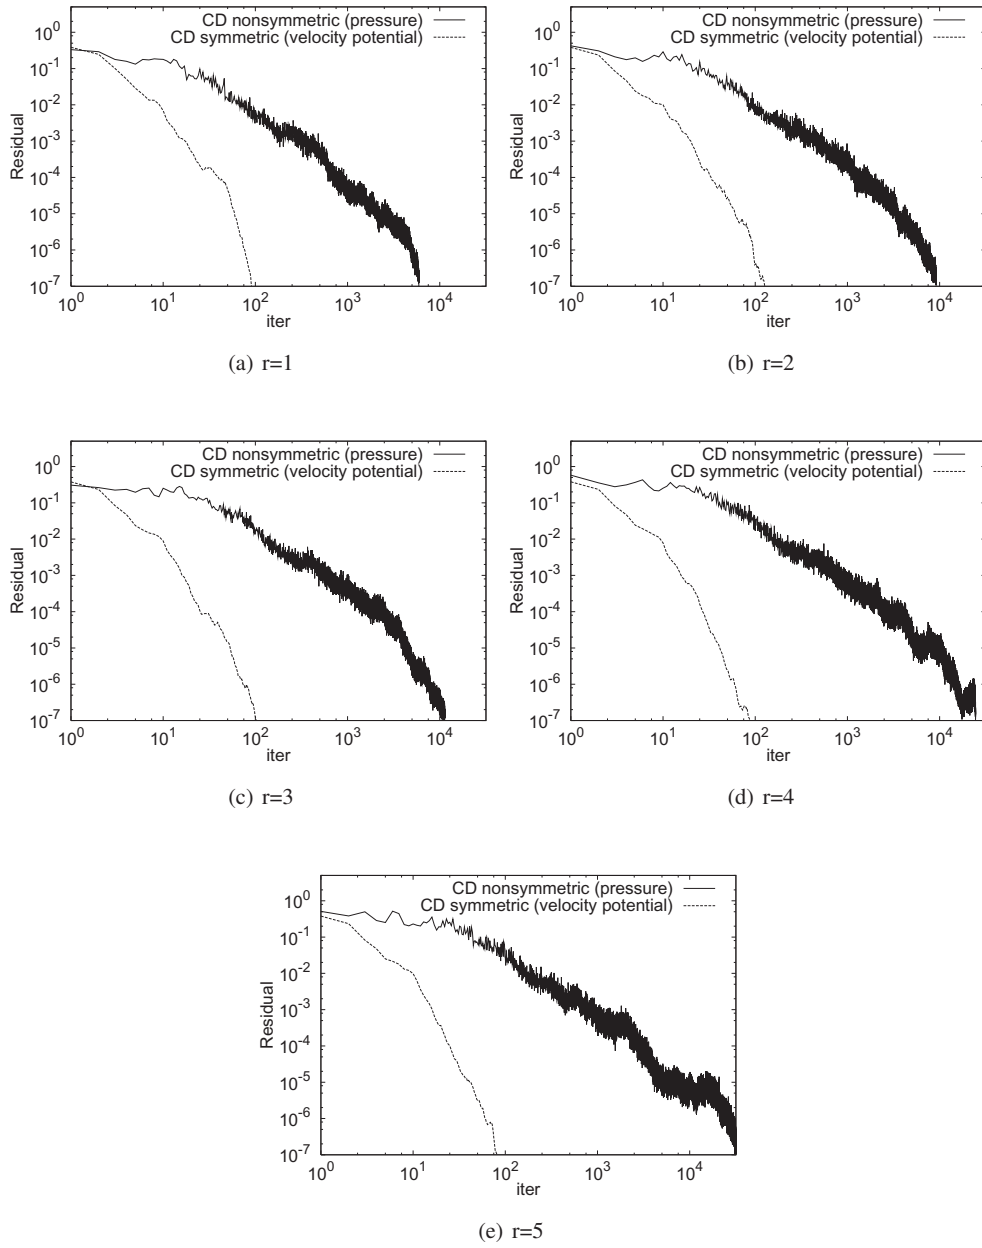 CD nonsymmetric (pressure)
CD symmetric (velocity potential)
10^0
10^-1
10^-2
10^-3
10^-4
10^-5
10^-6
10^-7
Residual
10^0 10^1 10^2 10^3 10^4
iter
(a) r=1
CD nonsymmetric (pressure)
CD symmetric (velocity potential)
10^0
10^-1
10^-2
10^-3
10^-4
10^-5
10^-6
10^-7
Residual
10^0 10^1 10^2 10^3 10^4
iter
(b) r=2
CD nonsymmetric (pressure)
CD symmetric (velocity potential)
10^0
10^-1
10^-2
10^-3
10^-4
10^-5
10^-6
10^-7
Residual
10^0 10^1 10^2 10^3 10^4
iter
(c) r=3
CD nonsymmetric (pressure)
CD symmetric (velocity potential)
10^0
10^-1
10^-2
10^-3
10^-4
10^-5
10^-6
10^-7
Residual
10^0 10^1 10^2 10^3 10^4
iter
(d) r=4
CD nonsymmetric (pressure)
CD symmetric (velocity potential)
10^0
10^-1
10^-2
10^-3
10^-4
10^-5
10^-6
10^-7
Residual
10^0 10^1 10^2 10^3 10^4
iter
(e) r=5